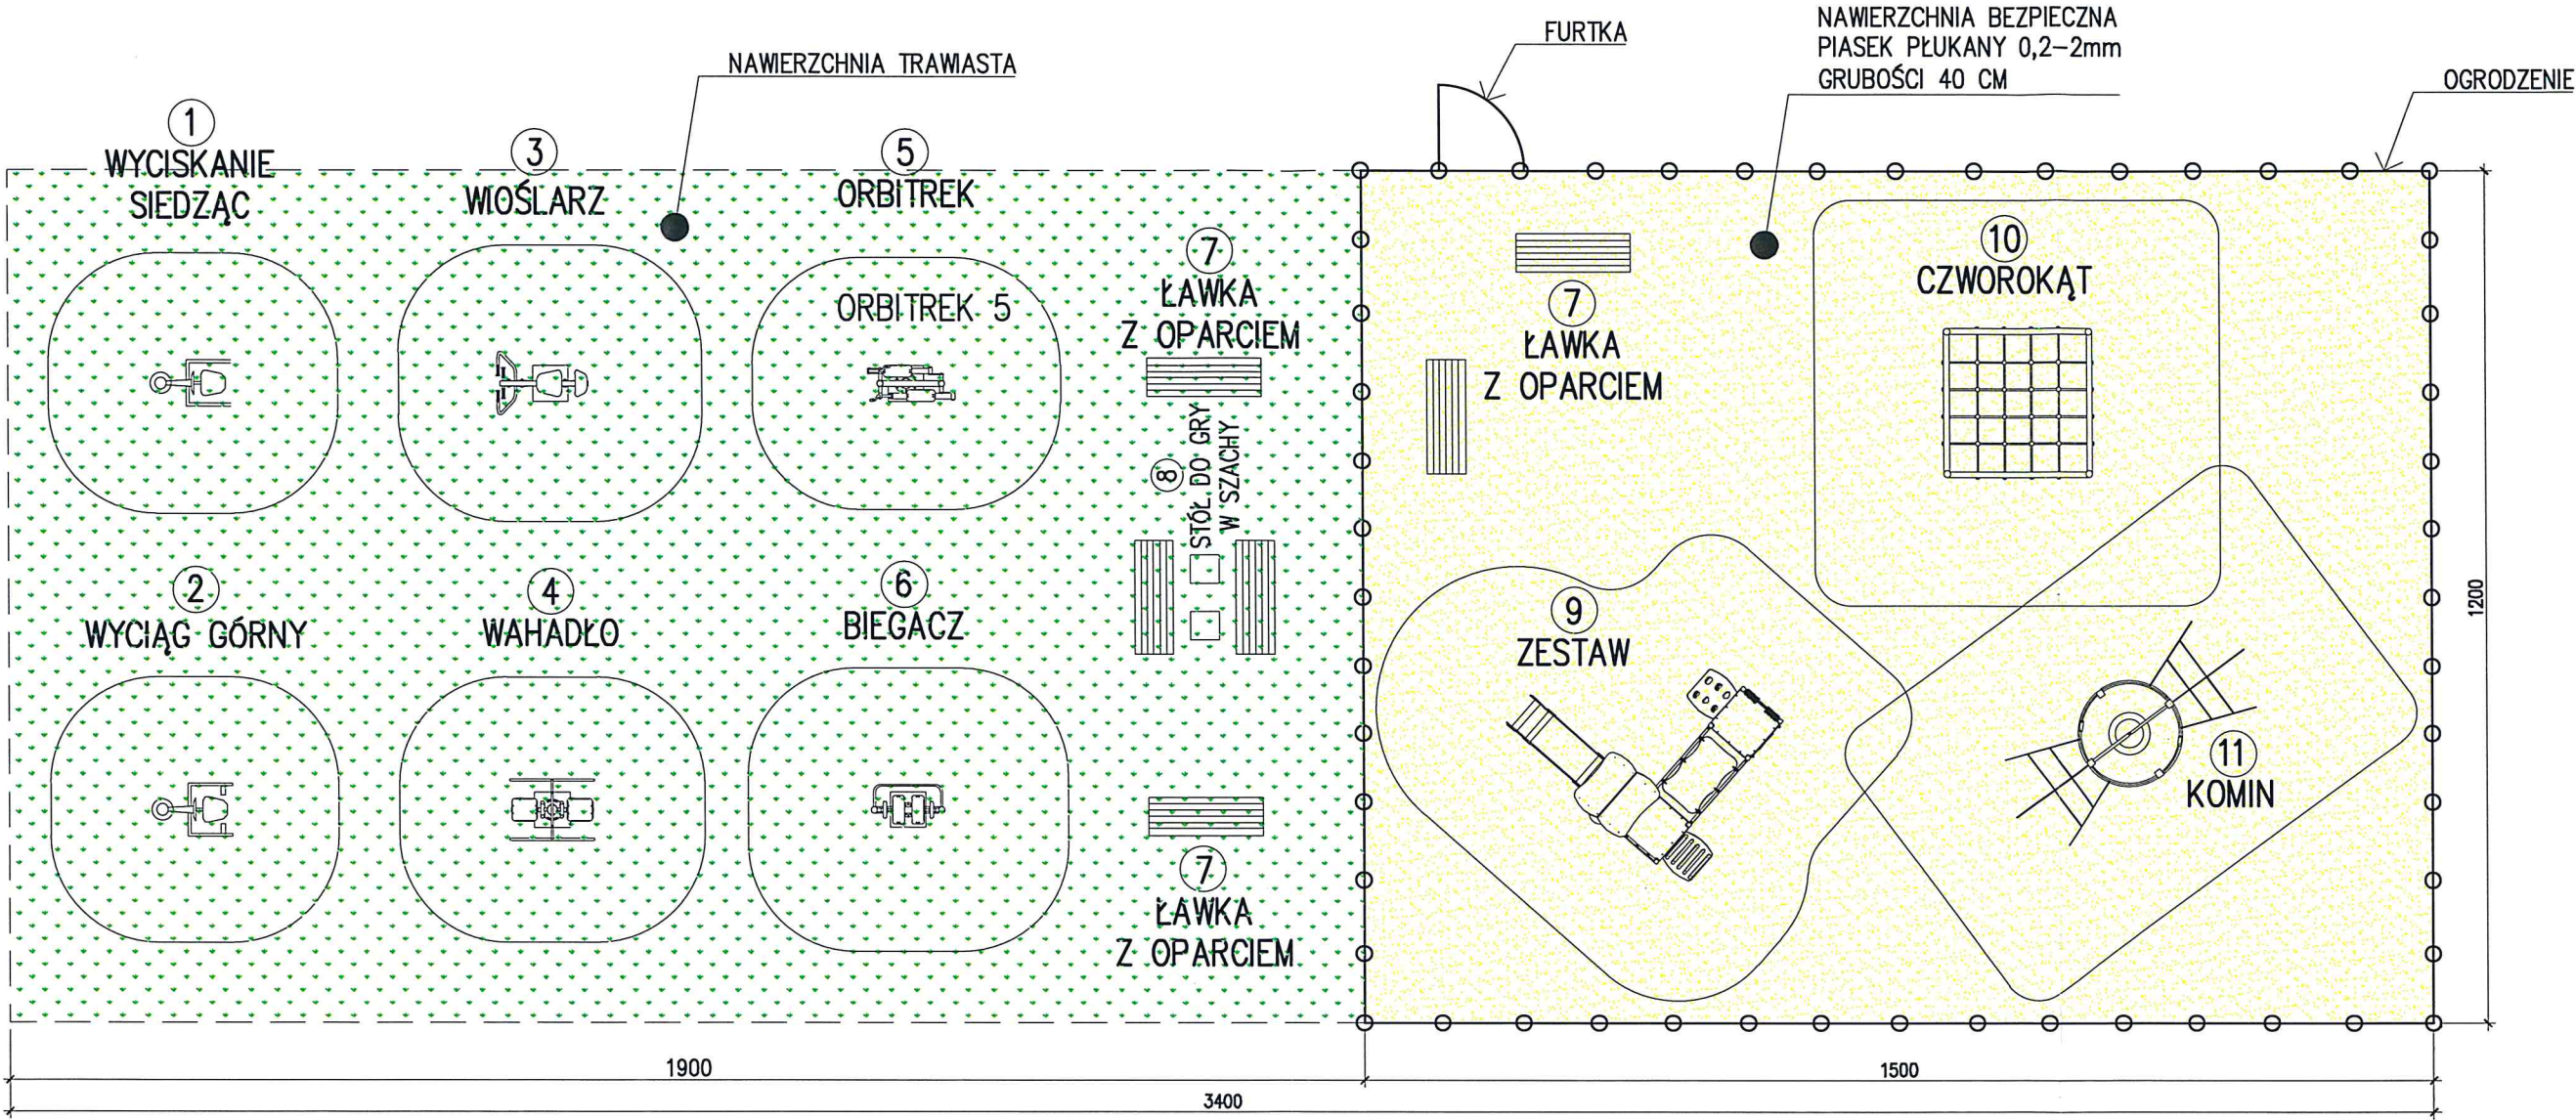 NAWIERZCHNIA TRAWIASTA
FURTKA
NAWIERZCHNIA BEZPIECZNA
PIASEK PŁUKANY 0,2-2mm
GRUBOŚCI 40 CM
OGRODZENIE
1
WYCISKANIE
SIEDZĄC
3
WIOŚLARZ
5
ORBITREK
ORBITREK 5
7
ŁAWKA
Z OPARCIEM
7
ŁAWKA
Z OPARCIEM
10
CZWOROKĄT
8
STÓŁ DO GRY
W SZACHY
2
WYCIĄG GÓRNY
4
WAHADŁO
6
BIEGACZ
9
ZESTAW
11
KOMIN
7
ŁAWKA
Z OPARCIEM
1200
1900
1500
3400